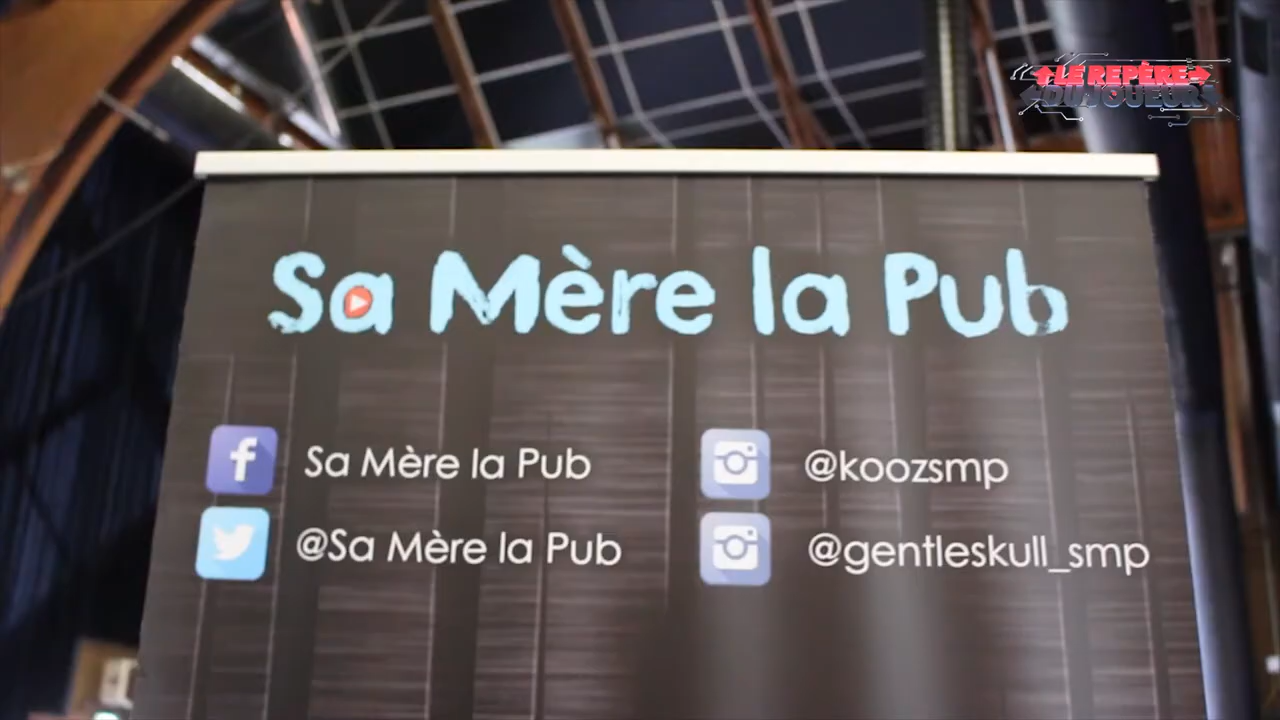 LE REPÈRE
DU JOUEUR
Sa Mère la Pub
f Sa Mère la Pub
@Sa Mère la Pub
@koozsmp
@gentleskull_smp